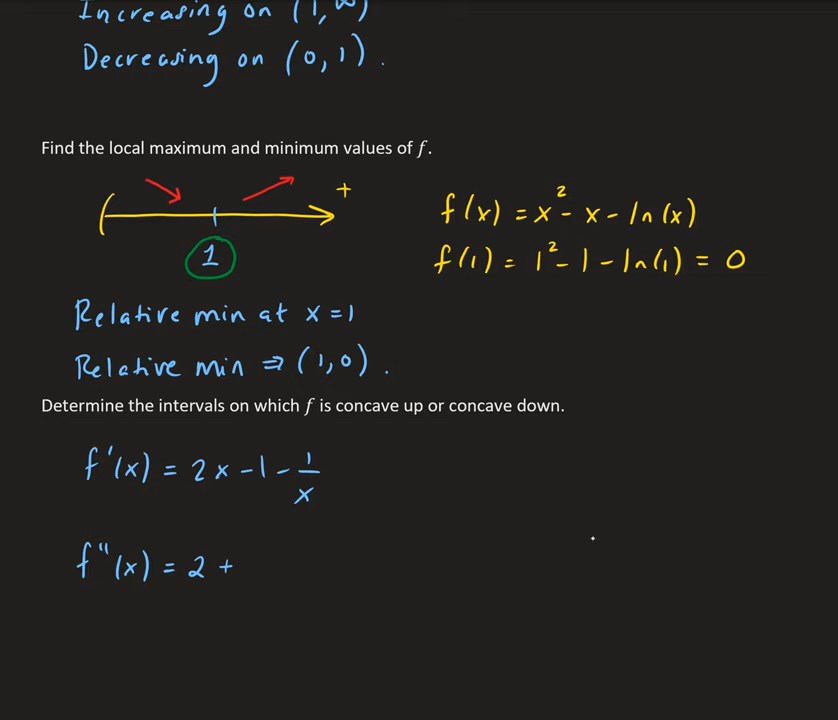 Increasing on (1, ∞)
Decreasing on (0, 1).
Find the local maximum and minimum values of f.
+
1
f(x) = x² - x - ln(x)
f(1) = 1² - 1 - ln(1) = 0
Relative min at x = 1
Relative min ⇒ (1, 0).
Determine the intervals on which f is concave up or concave down.
f'(x) = 2x - 1 - 1/x
f"(x) = 2 +